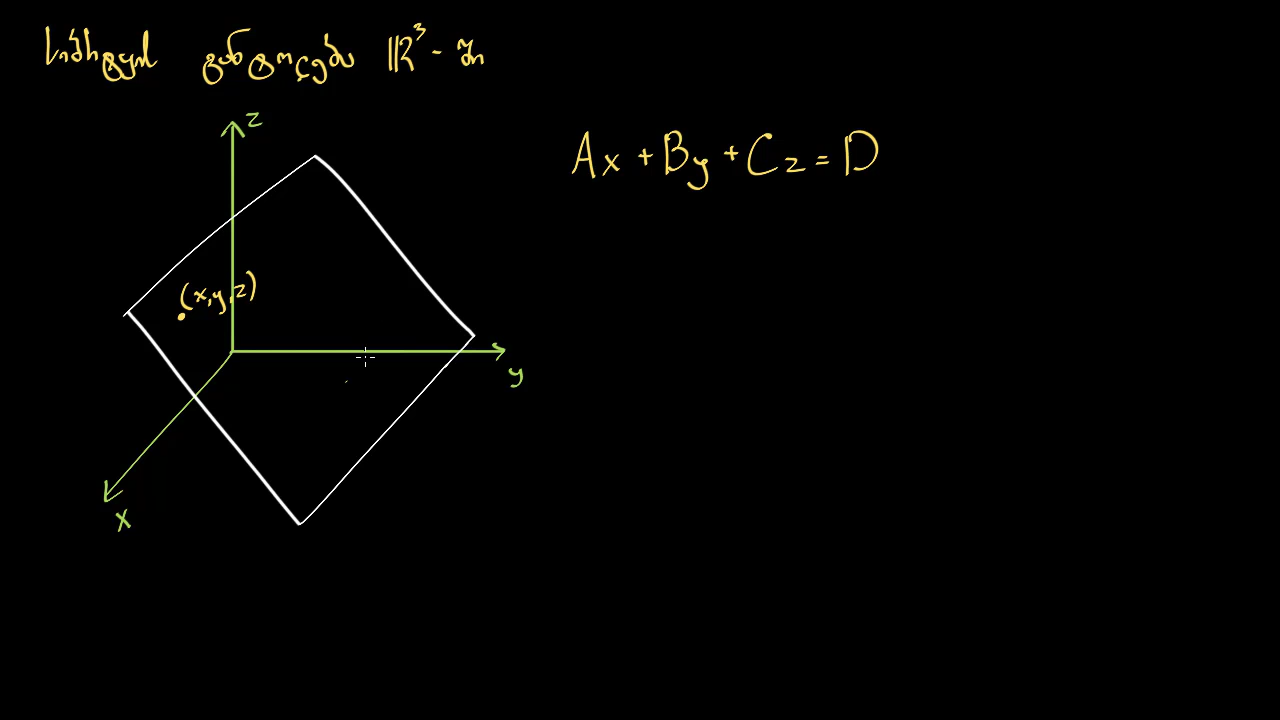 სიბრტყის განტოლება ℝ³-ში
z
Ax + By + Cz = D
(x,y,z)
y
x